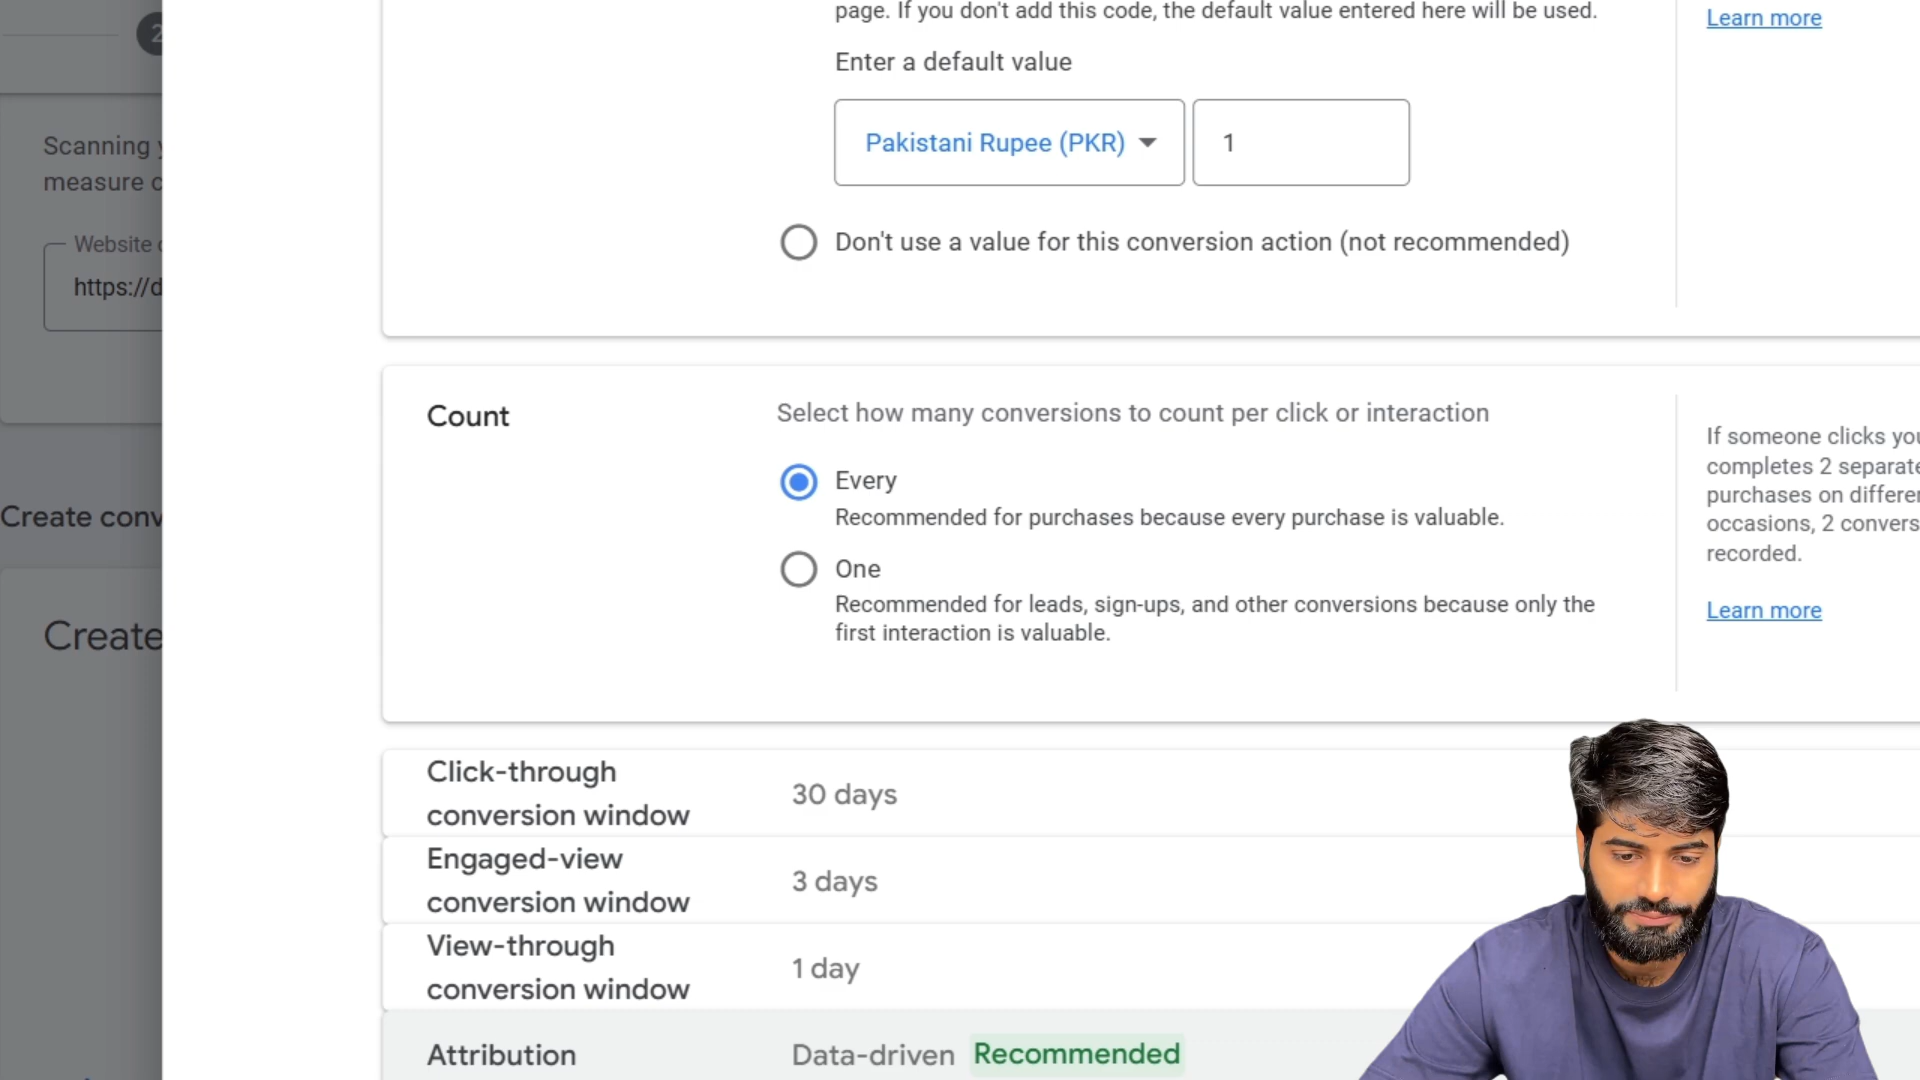 2
Scanning
measure c
Website
https://d
Create conv
Create
page. If you don't add this code, the default value entered here will be used.
Enter a default value
Pakistani Rupee (PKR)
1
Don't use a value for this conversion action (not recommended)
Learn more
Count
Select how many conversions to count per click or interaction
Every
Recommended for purchases because every purchase is valuable.
One
Recommended for leads, sign-ups, and other conversions because only the
first interaction is valuable.
If someone clicks you
completes 2 separate
purchases on differen
occasions, 2 convers
recorded.
Learn more
Click-through
conversion window
30 days
Engaged-view
conversion window
3 days
View-through
conversion window
1 day
Attribution
Data-driven
Recommended